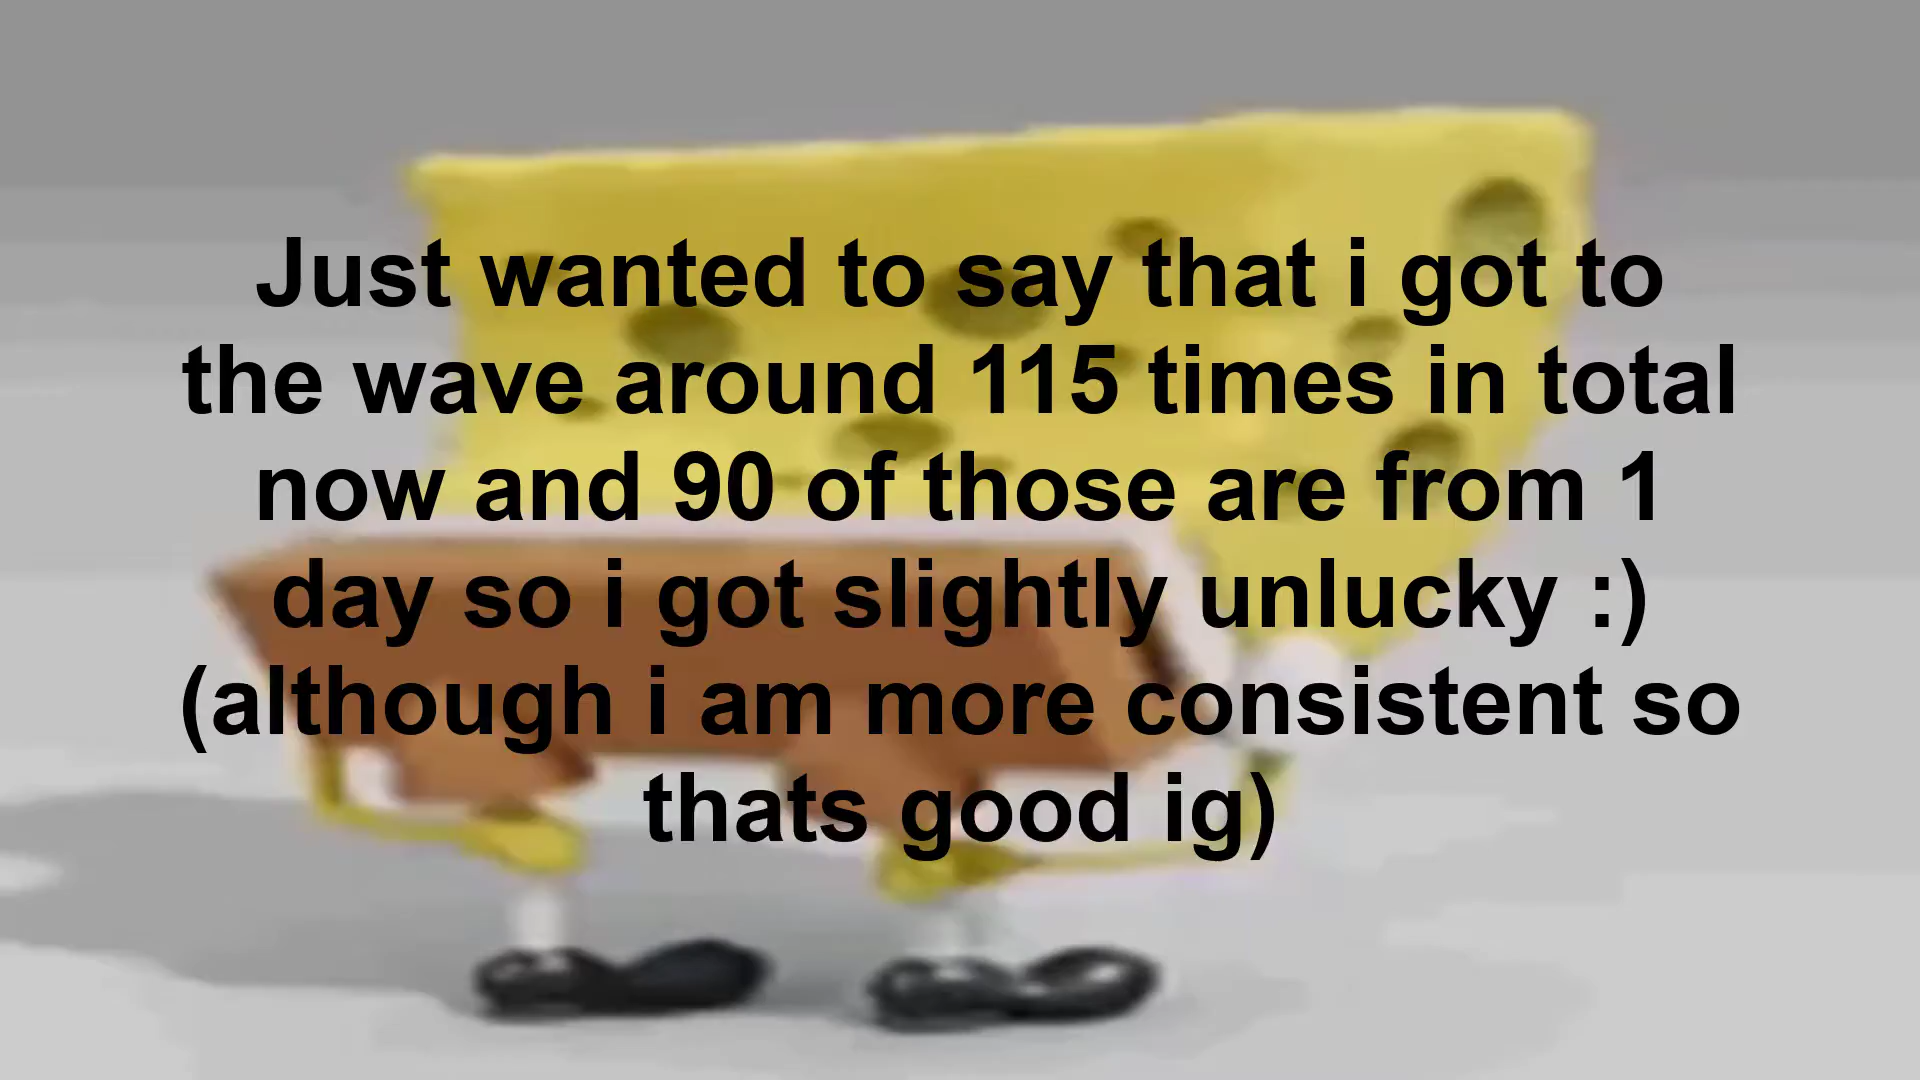 Just wanted to say that i got to
the wave around 115 times in total
now and 90 of those are from 1
day so i got slightly unlucky :)
(although i am more consistent so
thats good ig)